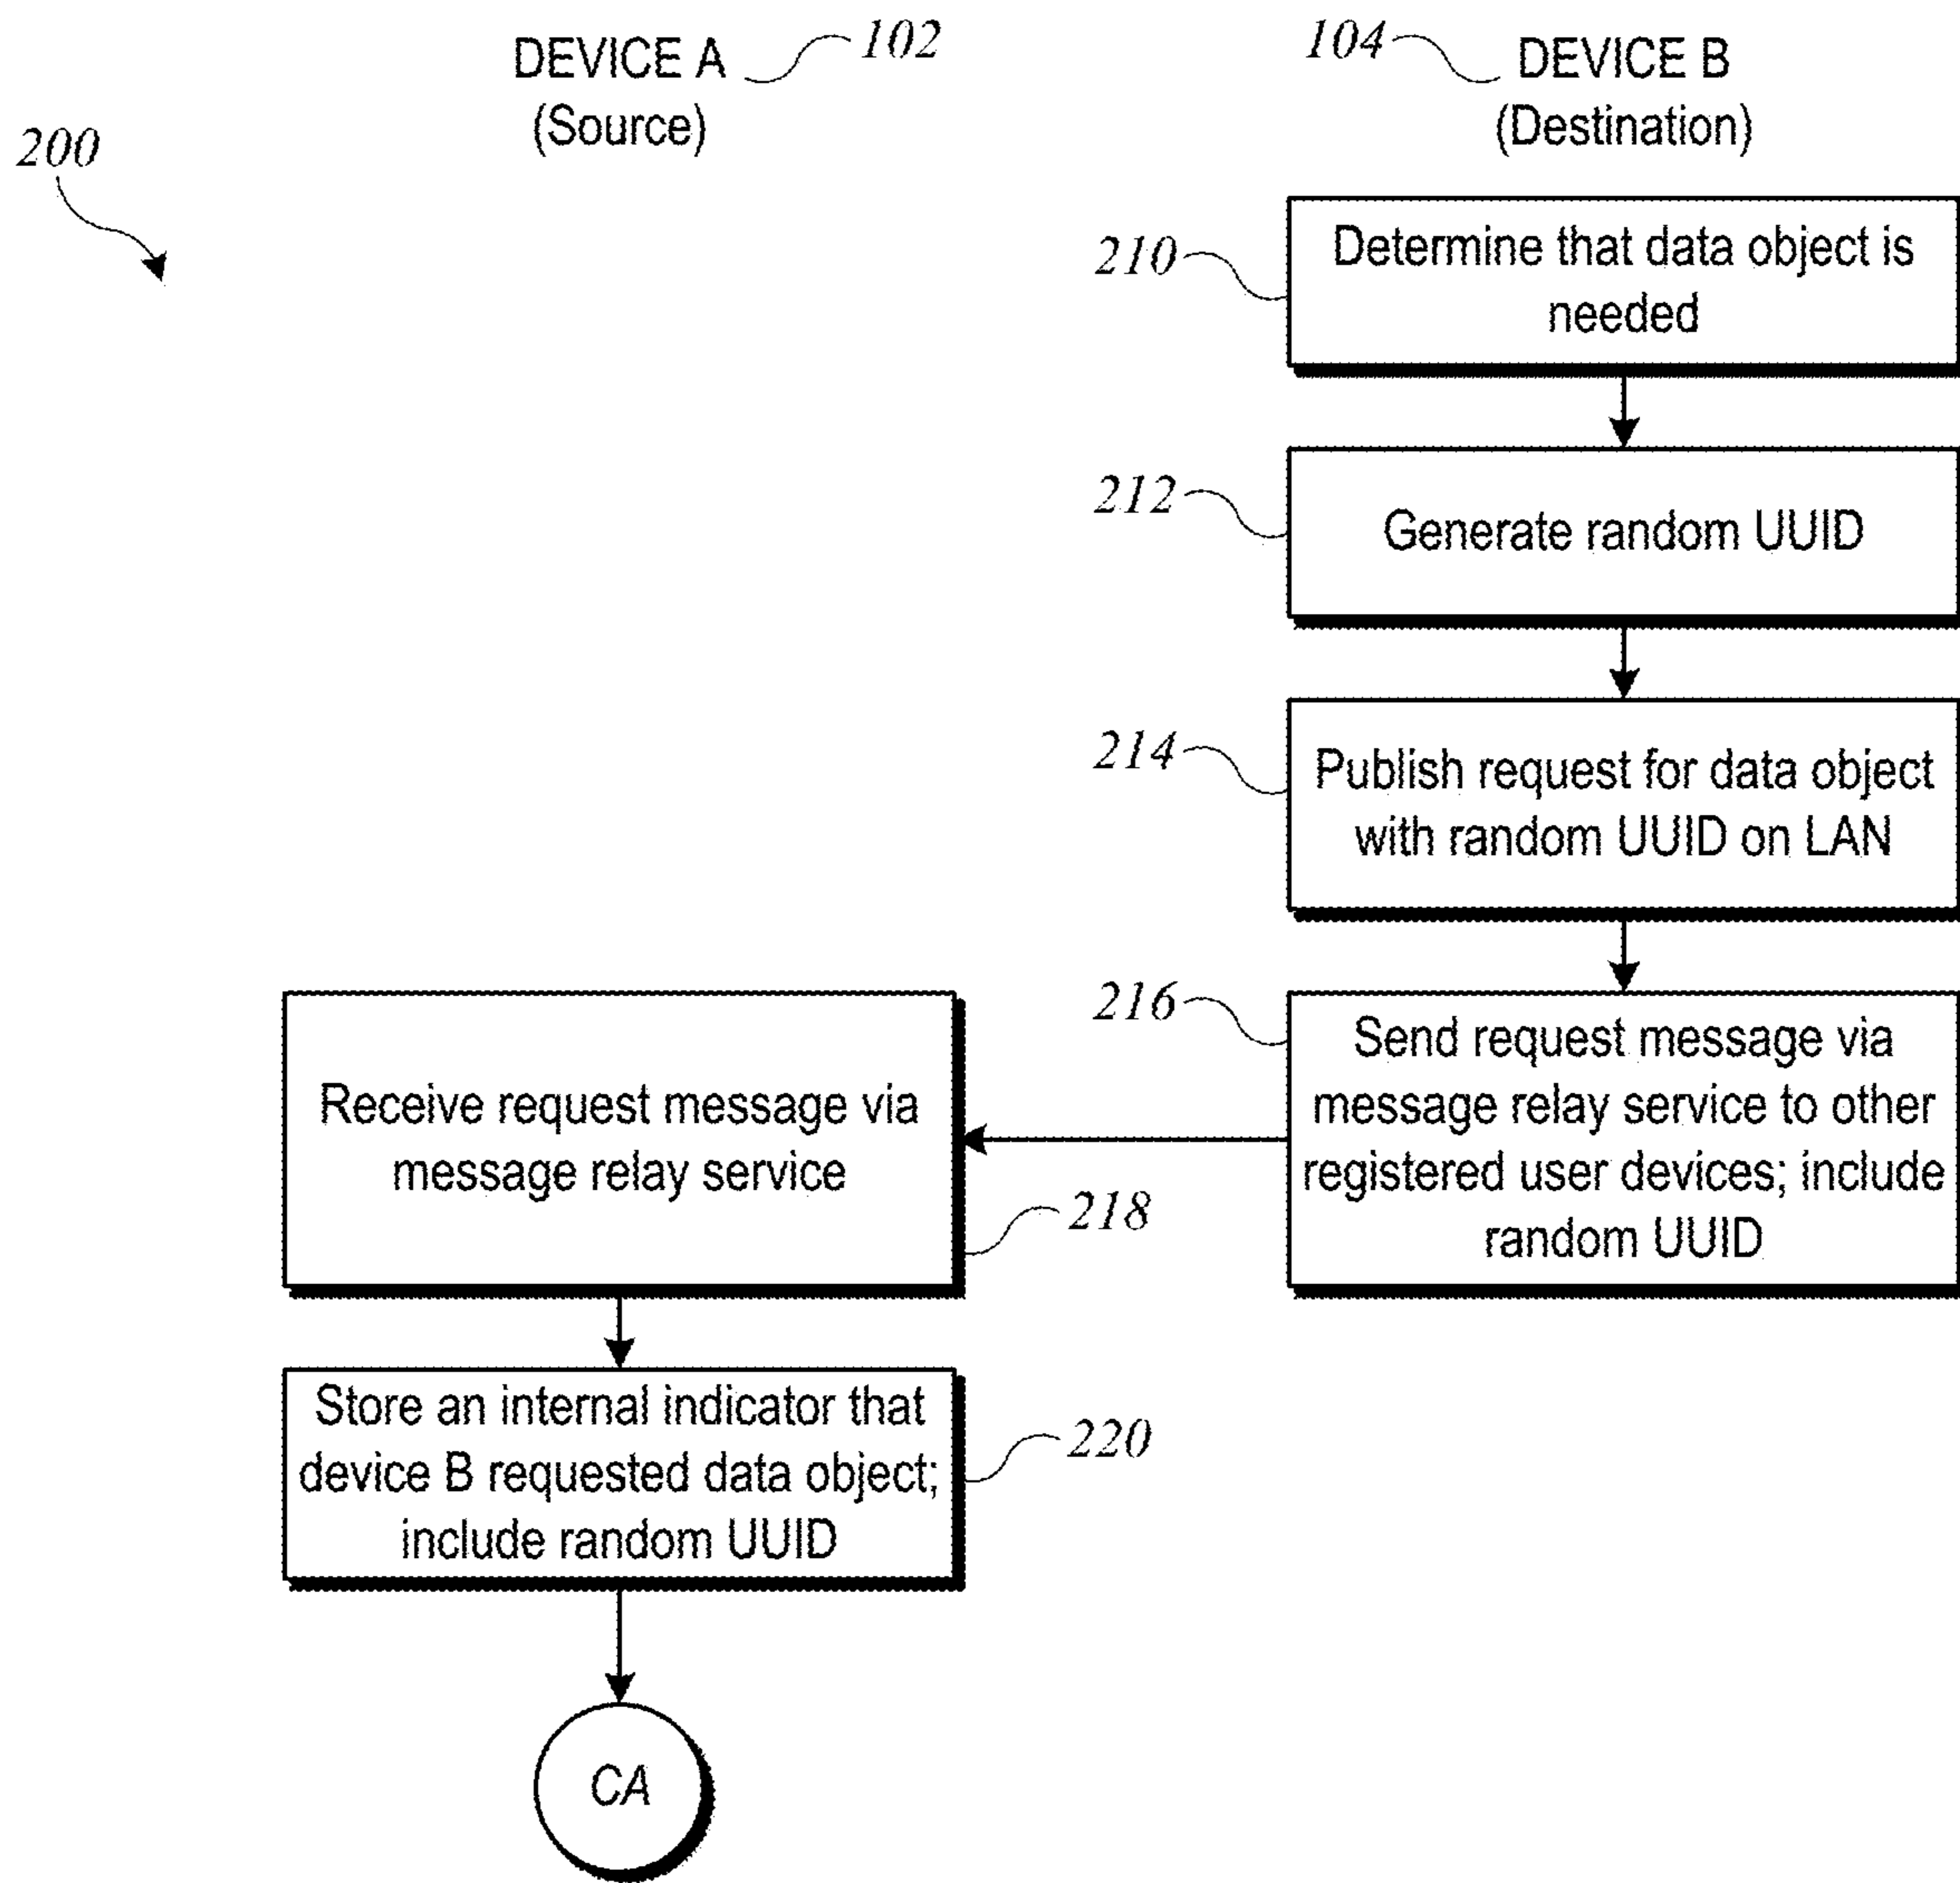 DEVICE A 102
(Source)
104 DEVICE B
(Destination)
200
210
Determine that data object is
needed
212
Generate random UUID
214
Publish request for data object
with random UUID on LAN
216
Send request message via
message relay service to other
registered user devices; include
random UUID
Receive request message via
message relay service
218
Store an internal indicator that
device B requested data object;
include random UUID
220
CA